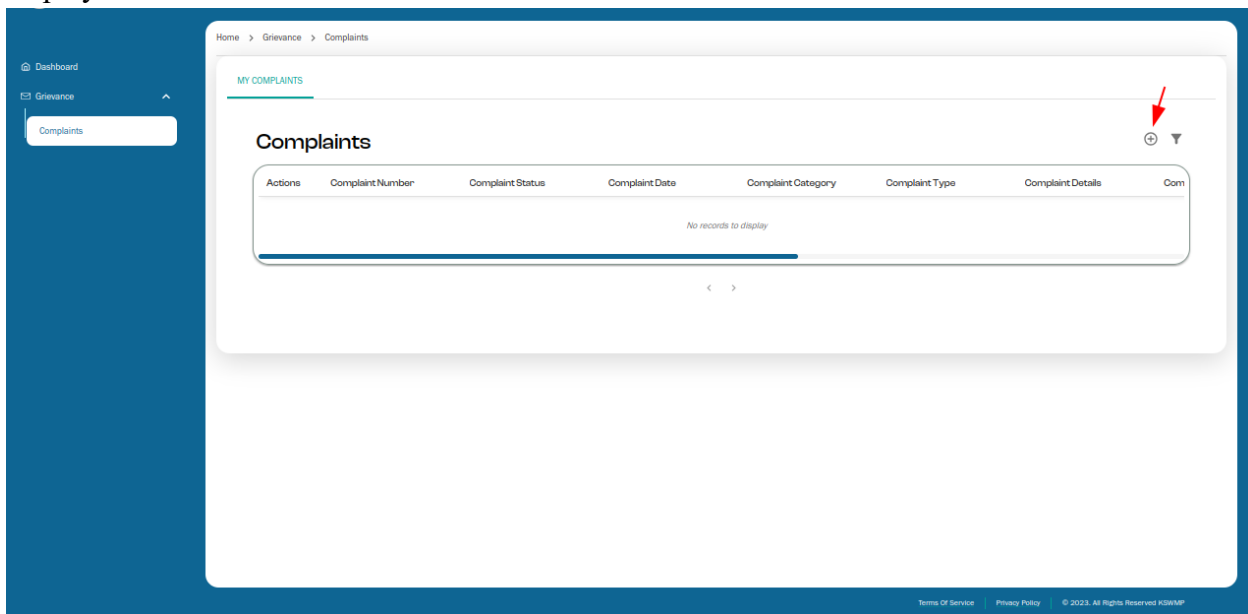 Home > Grievance > Complaints
Dashboard
Grievance
Complaints
MY COMPLAINTS
Complaints
Actions Complaint Number Complaint Status Complaint Date Complaint Category Complaint Type Complaint Details Com
No records to display
Terms Of Service | Privacy Policy | © 2023. All Rights Reserved KSWMP